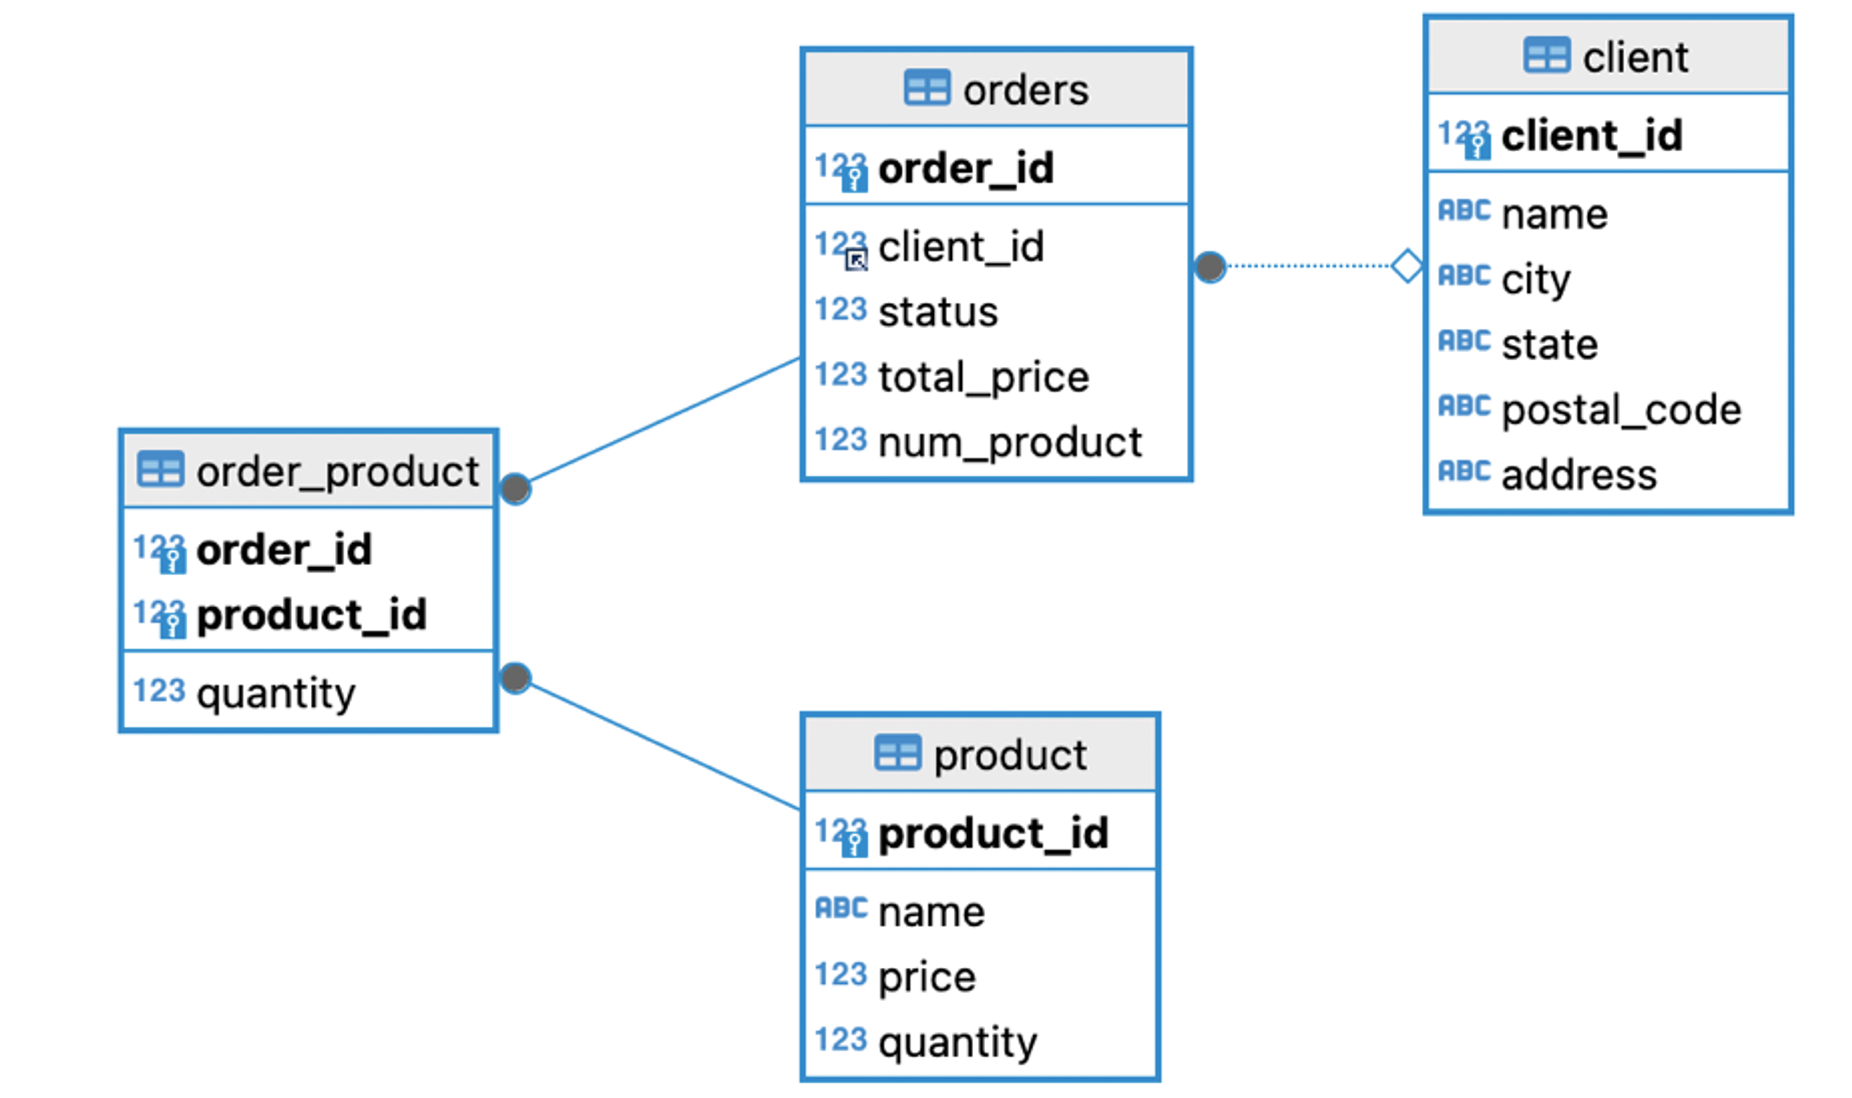 orders
123 order_id
123 client_id
123 status
123 total_price
123 num_product
client
123 client_id
ABC name
ABC city
ABC state
ABC postal_code
ABC address
order_product
123 order_id
123 product_id
123 quantity
product
123 product_id
ABC name
123 price
123 quantity